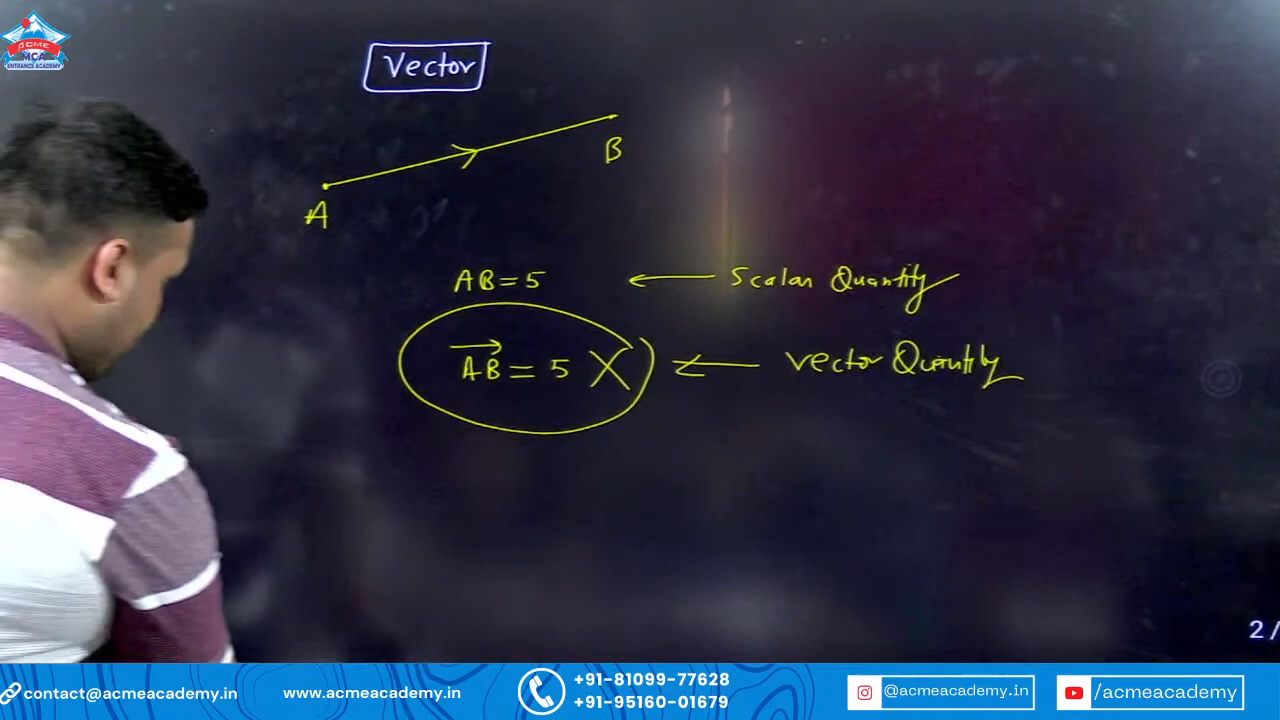 ACME
MCA
ENTRANCE ACADEMY
Vector
A
B
AB = 5 ← Scalar Quantity
AB = 5 X ← Vector Quantity
2/
contact@acmeacademy.in
www.acmeacademy.in
+91-81099-77628
+91-95160-01679
@acmeacademy.in
/acmeacademy